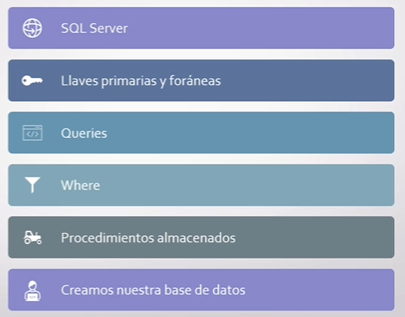 SQL Server
Llaves primarias y foráneas
Queries
Where
Procedimientos almacenados
Creamos nuestra base de datos